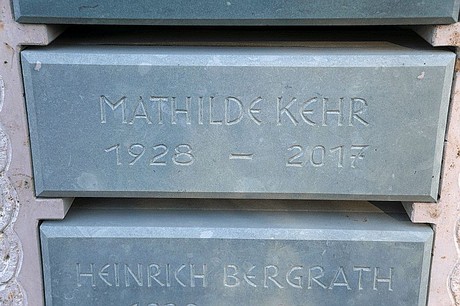 MATHILDE KEHR
1928 – 2017
HEINRICH BERGRATH